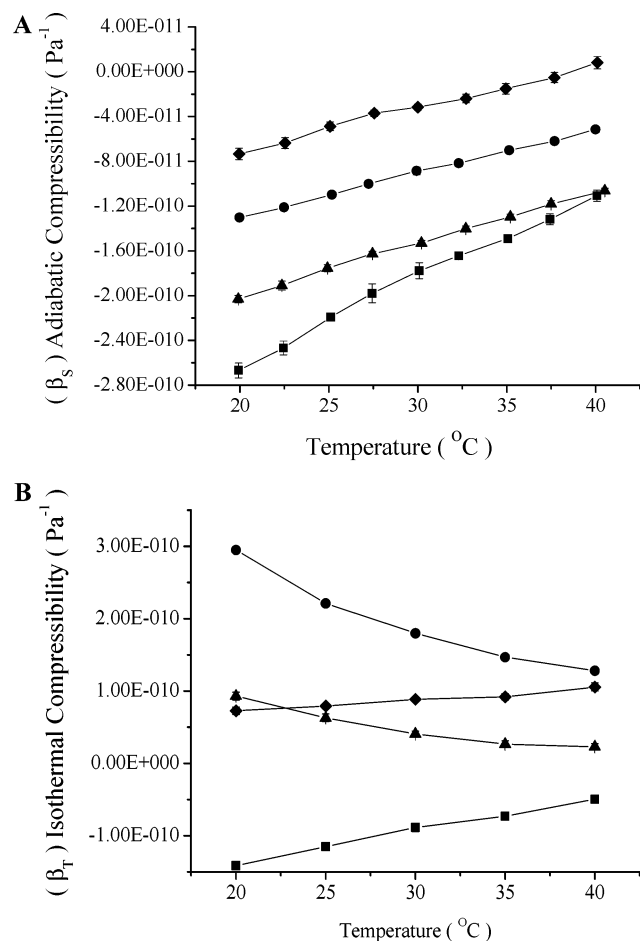 A
(βS) Adiabatic Compressibility ( Pa-1 )
4.00E-011
0.00E+000
-4.00E-011
-8.00E-011
-1.20E-010
-1.60E-010
-2.00E-010
-2.40E-010
-2.80E-010
20 25 30 35 40
Temperature ( OC )
B
(βT) Isothermal Compressibility ( Pa-1 )
3.00E-010
2.00E-010
1.00E-010
0.00E+000
-1.00E-010
20 25 30 35 40
Temperature ( OC )